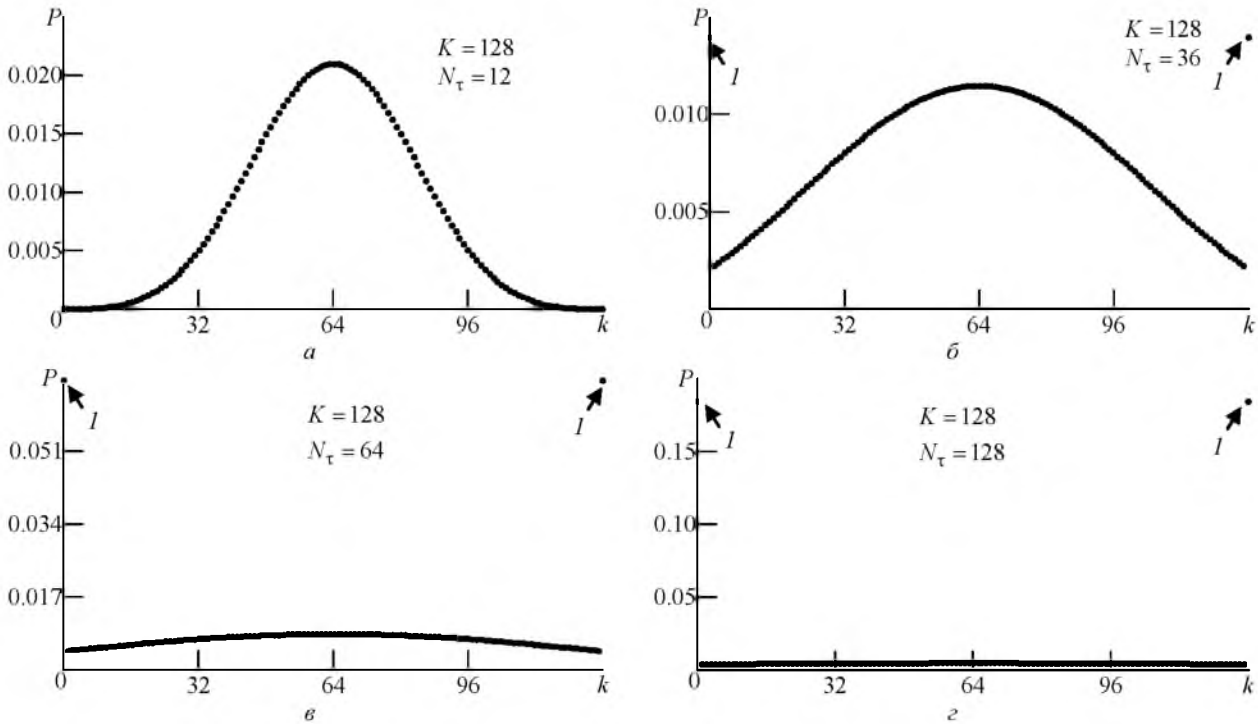 P
K = 128
N_τ = 12
0.020
0.015
0.010
0.005
0
32
64
96
k
а
P
1
K = 128
N_τ = 36
1
0.010
0.005
0
32
64
96
k
б
P
1
K = 128
N_τ = 64
1
0.051
0.034
0.017
0
32
64
96
k
в
P
1
K = 128
N_τ = 128
1
0.15
0.10
0.05
0
32
64
96
k
г